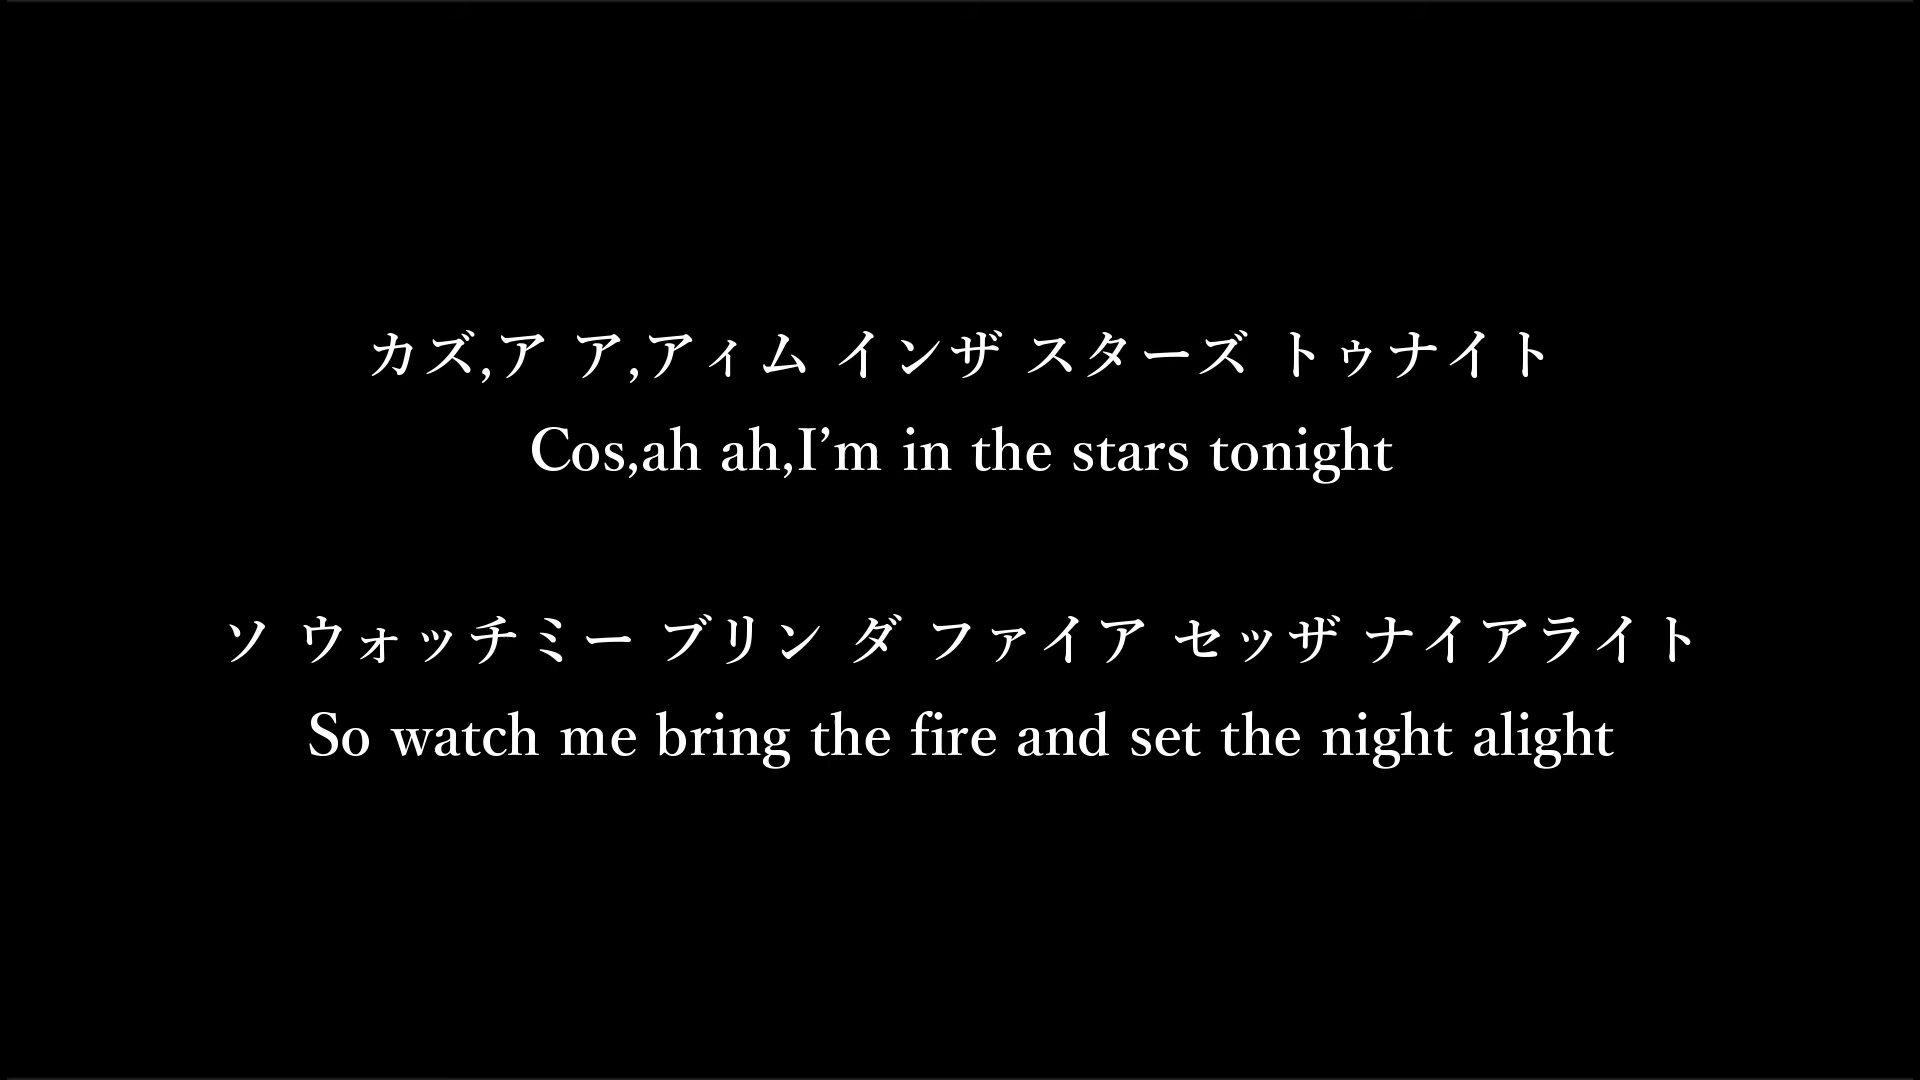 カズ,ア ア,アィム インザ スターズ トゥナイト
Cos,ah ah,I’m in the stars tonight
ソ ウォッチミー ブリン ダ ファイア セッザ ナイアライト
So watch me bring the fire and set the night alight